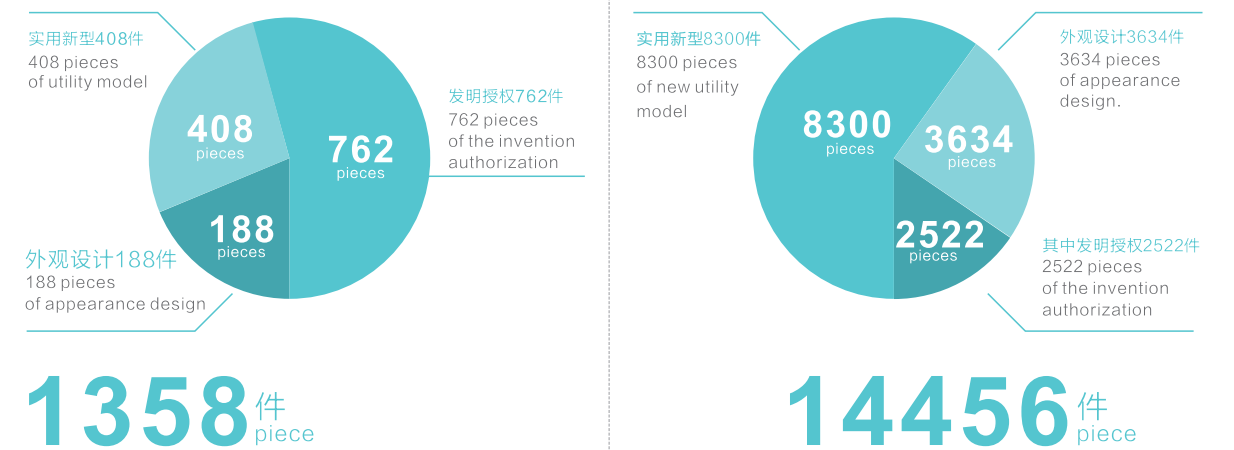 实用新型408件
408 pieces
of utility model
408
pieces
762
pieces
发明授权762件
762 pieces
of the invention
authorization
188
pieces
外观设计188件
188 pieces
of appearance design
1358件
piece
实用新型8300件
8300 pieces
of new utility
model
8300
pieces
3634
pieces
外观设计3634件
3634 pieces
of appearance
design.
2522
pieces
其中发明授权2522件
2522 pieces
of the invention
authorization
14456件
piece